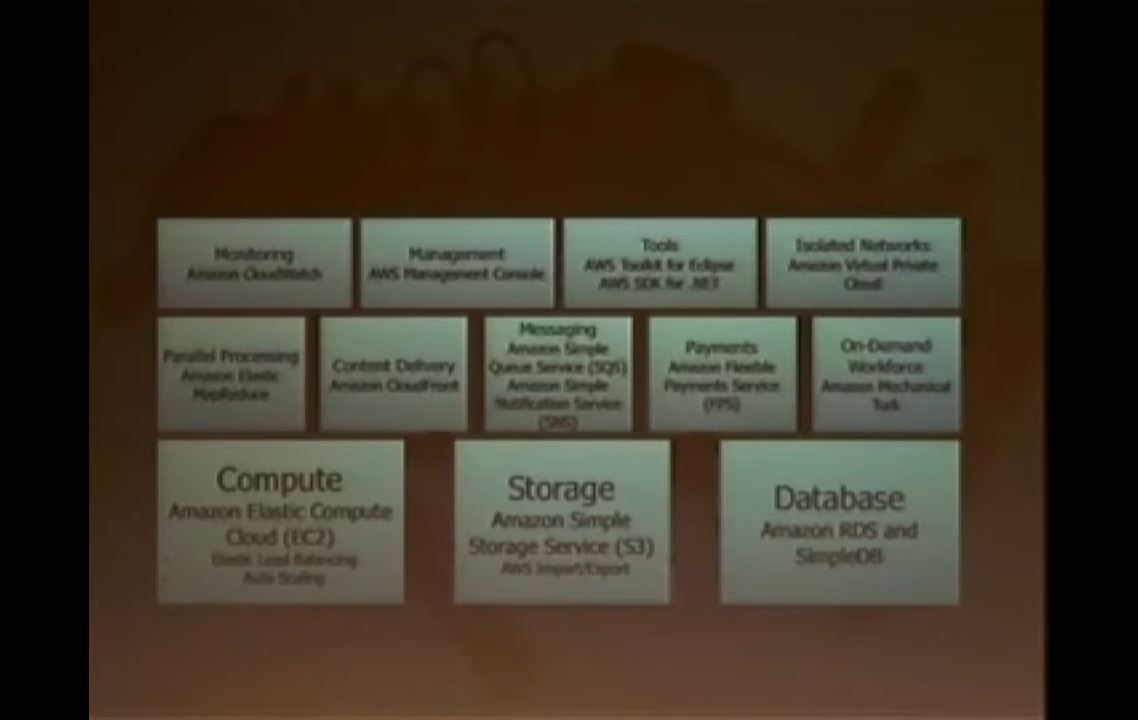 Monitoring
Amazon CloudWatch
Management
AWS Management Console
Tools
AWS Toolkit for Eclipse
AWS SDK for .NET
Isolated Networks
Amazon Virtual Private
Cloud
Parallel Processing
Amazon Elastic
MapReduce
Content Delivery
Amazon CloudFront
Messaging
Amazon Simple
Queue Service (SQS)
Amazon Simple
Notification Service
(SNS)
Payments
Amazon Flexible
Payments Service
(FPS)
On-Demand
Workforce
Amazon Mechanical
Turk
Compute
Amazon Elastic Compute
Cloud (EC2)
Elastic Load Balancing
Auto Scaling
Storage
Amazon Simple
Storage Service (S3)
AWS Import/Export
Database
Amazon RDS and
SimpleDB